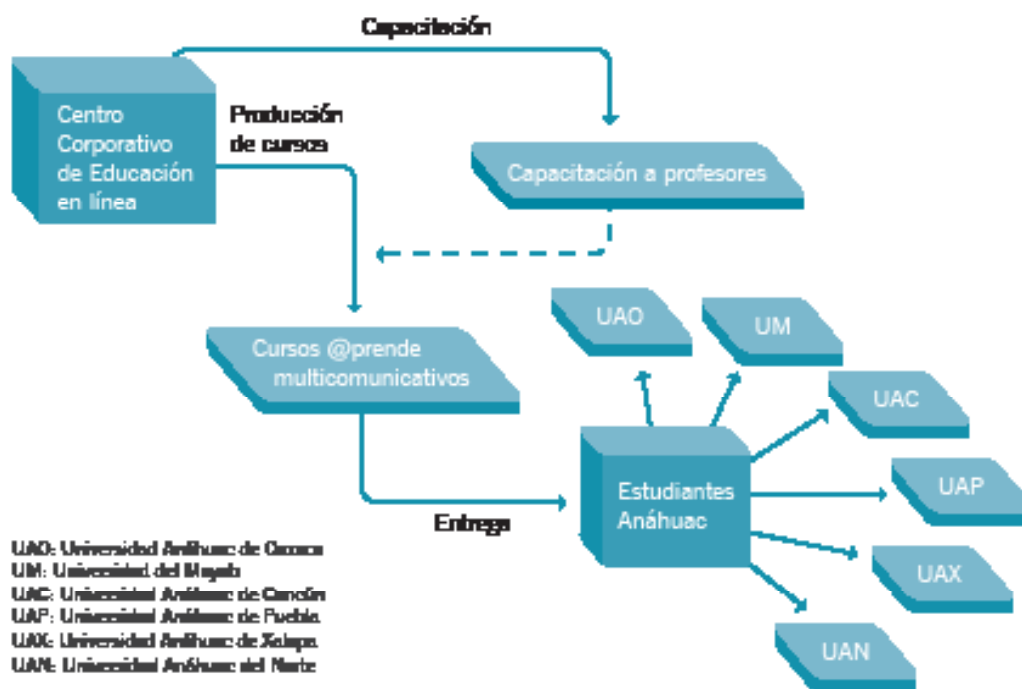 Capacitación
Centro
Corporativo
de Educación
en línea
Producción
de cursos
Capacitación a profesores
Cursos @prende
multicomunicativos
UAO
UM
UAC
UAP
UAX
UAN
Estudiantes
Anáhuac
Entrega
UAO: Universidad Anáhuac de Oaxaca
UM: Universidad del Mayab
UAC: Universidad Anáhuac de Cancún
UAP: Universidad Anáhuac de Puebla
UAX: Universidad Anáhuac de Xalapa
UAN: Universidad Anáhuac del Norte